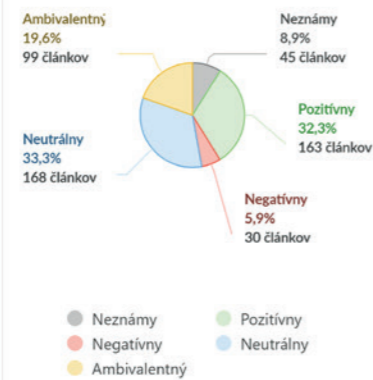 Ambivalentný
19,6%
99 článkov
Neznámy
8,9%
45 článkov
Pozitívny
32,3%
163 článkov
Neutrálny
33,3%
168 článkov
Negatívny
5,9%
30 článkov
Neznámy
Pozitívny
Negatívny
Neutrálny
Ambivalentný